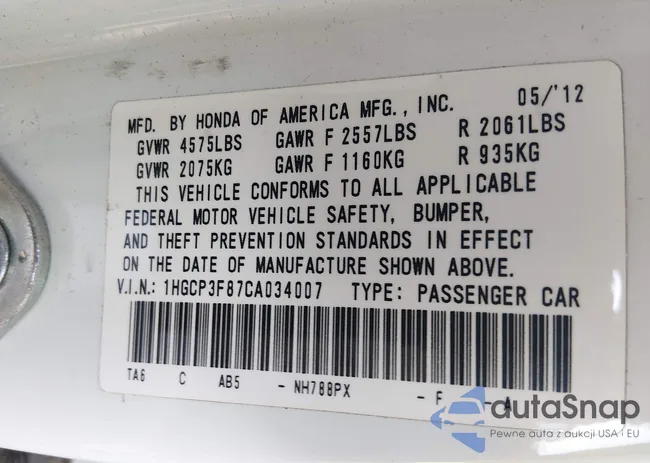 MFD. BY HONDA OF AMERICA MFG., INC. 05/'12
GVWR 4575LBS GAWR F 2557LBS R 2061LBS
GVWR 2075KG GAWR F 1160KG R 935KG
THIS VEHICLE CONFORMS TO ALL APPLICABLE
FEDERAL MOTOR VEHICLE SAFETY, BUMPER,
AND THEFT PREVENTION STANDARDS IN EFFECT
ON THE DATE OF MANUFACTURE SHOWN ABOVE.
V.I.N.: 1HGCP3F87CA034007 TYPE: PASSENGER CAR
TA6 C AB5 - NH788PX - F - A
autaSnap
Pewne auta z aukcji USA i EU